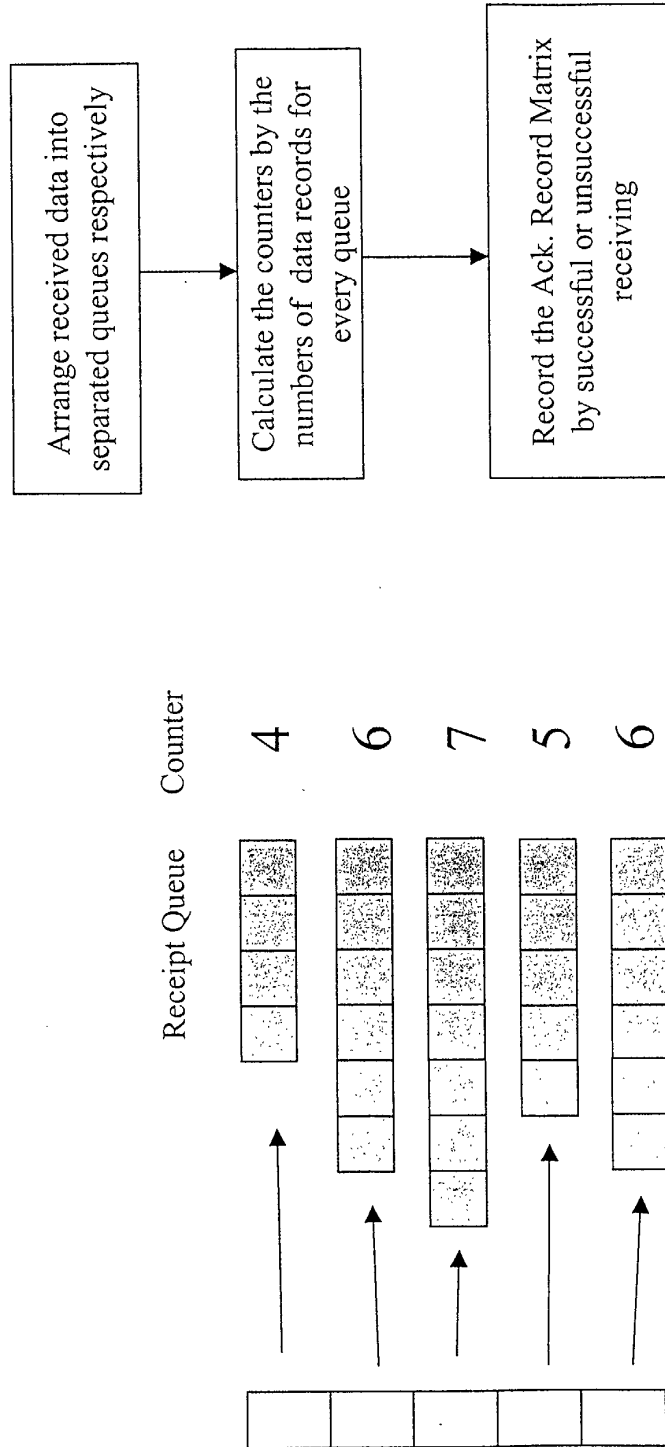 Receipt Queue
Counter
4
6
7
5
6
Arrange received data into
separated queues respectively
Calculate the counters by the
numbers of data records for
every queue
Record the Ack. Record Matrix
by successful or unsuccessful
receiving